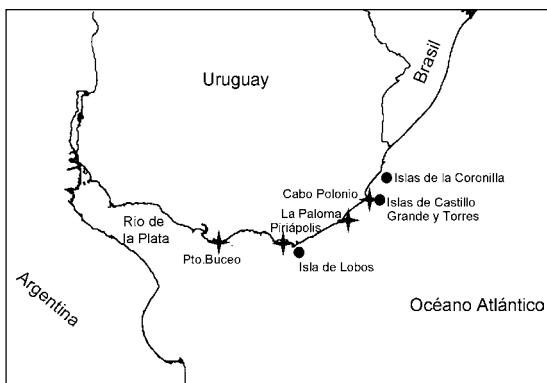 Uruguay
Brasil
Islas de la Coronilla
Cabo Polonio
Islas de Castillo
Grande y Torres
La Paloma
Piriápolis
Río de
la Plata
Pto.Buceo
Isla de Lobos
Argentina
Océano Atlántico